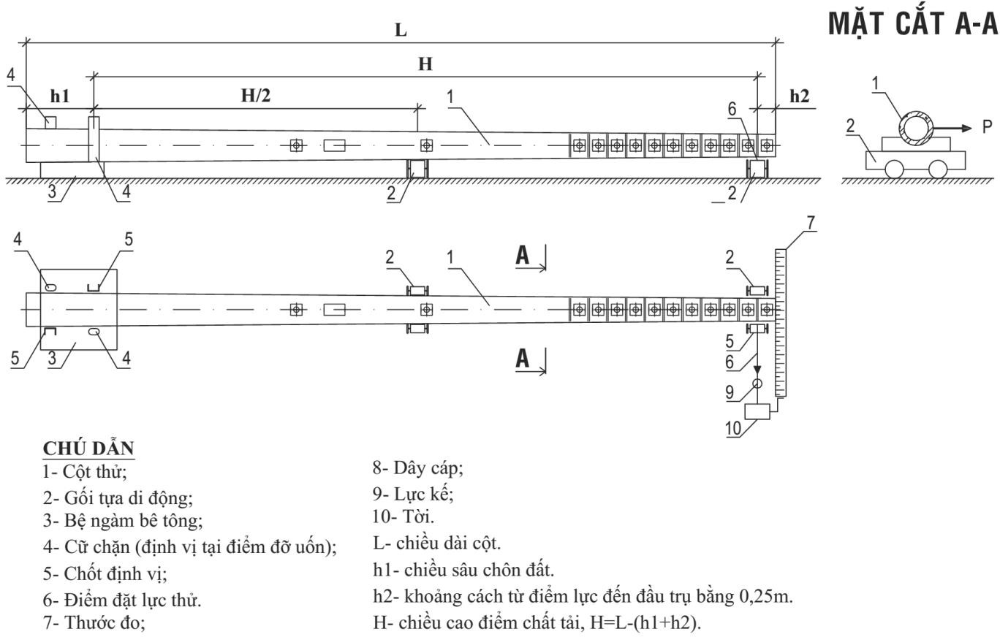 MẶT CẮT A-A
L
H
4
h1
H/2
1
6
h2
1
2
P
3
4
2
2
4
5
2
1
A
2
7
5
3
4
A
5
6
9
10
CHÚ DẪN
1- Cột thử;
2- Gối tựa di động;
3- Bệ ngàm bê tông;
4- Cữ chặn (định vị tại điểm đỡ uốn);
5- Chốt định vị;
6- Điểm đặt lực thử.
7- Thước đo;
8- Dây cáp;
9- Lực kế;
10- Tời.
L- chiều dài cột.
h1- chiều sâu chôn đất.
h2- khoảng cách từ điểm lực đến đầu trụ bằng 0,25m.
H- chiều cao điểm chất tải, H=L-(h1+h2).